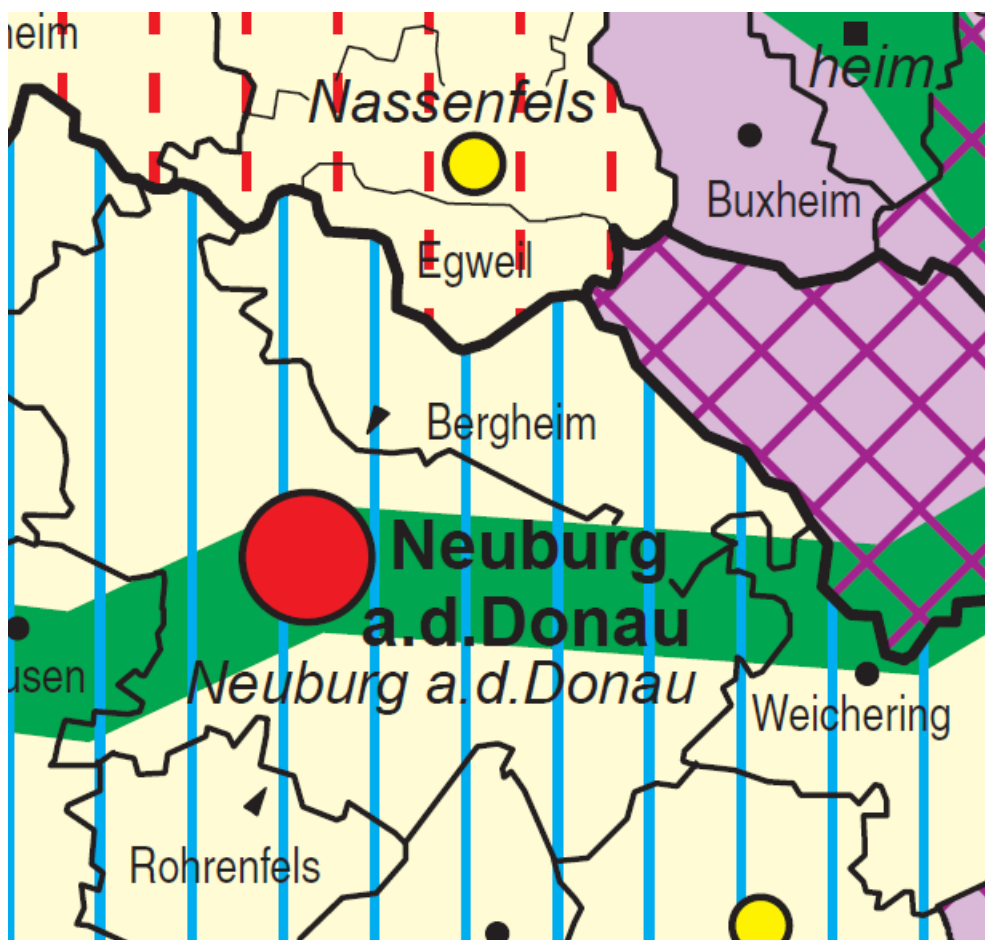 heim
Nassenfels
heim
Buxheim
Egweil
Bergheim
Neuburg
a.d.Donau
Neuburg a.d.Donau
usen
Weichering
Rohrenfels